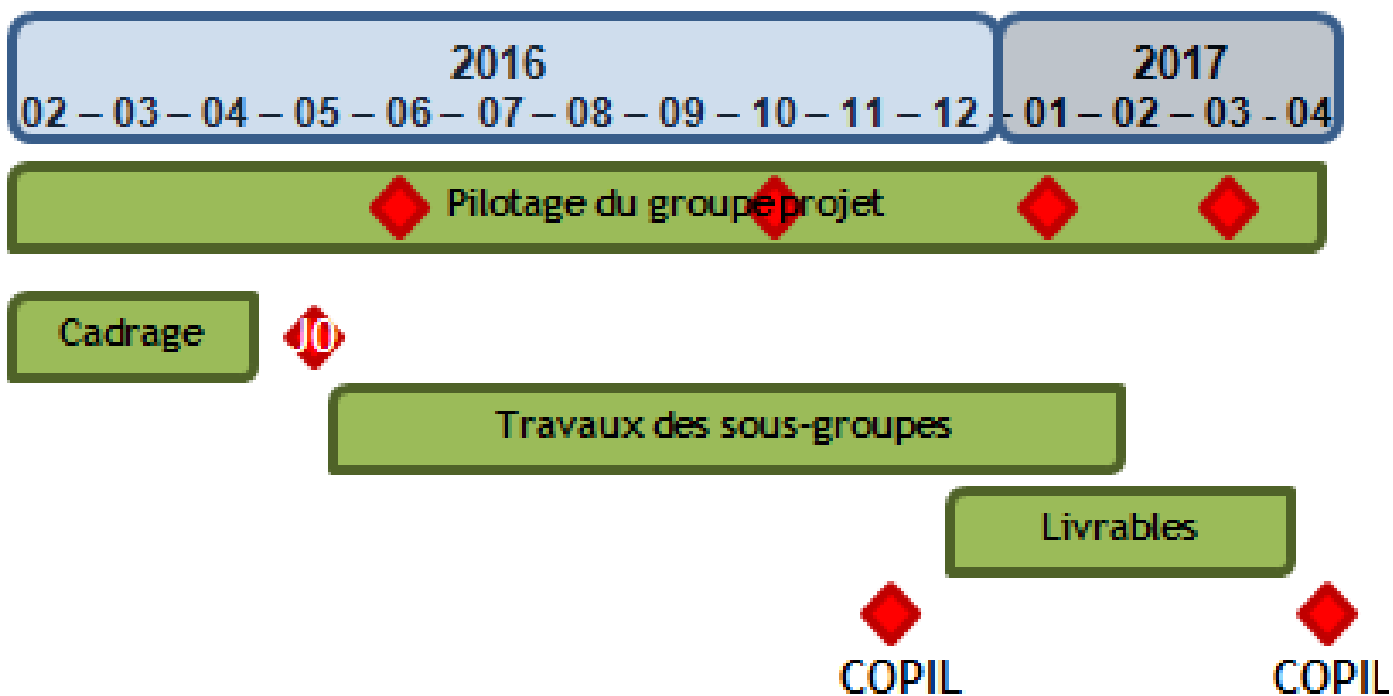 2016
2017
02 – 03 – 04 – 05 – 06 – 07 – 08 – 09 – 10 – 11 – 12 – 01 – 02 – 03 - 04
Pilotage du groupe projet
Cadrage
Travaux des sous-groupes
Livrables
COPIL
COPIL